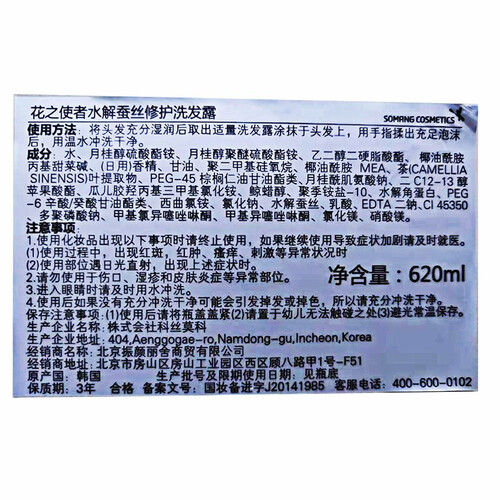 花之使者水解蚕丝修护洗发露
SOMANG COSMETICS
使用方法：将头发充分湿润后取出适量洗发露涂抹于头发上，用手指揉出充足泡沫
后，用温水冲洗干净。
成分：水、月桂醇硫酸酯铵、月桂醇聚醚硫酸酯铵、乙二醇二硬脂酸酯、椰油酰胺
丙基甜菜碱、(日用)香精、甘油、聚二甲基硅氧烷、椰油酰胺 MEA、茶(CAMELLIA
SINENSIS)叶提取物、PEG-45 棕榈仁油甘油酯类、月桂酰肌氨酸钠、二 C12-13 醇
苹果酸酯、瓜儿胶羟丙基三甲基氯化铵、鲸蜡醇、聚季铵盐-10、水解角蛋白、PEG
-6 辛酸/癸酸甘油酯类、西曲氯铵、氯化钠、水解蚕丝、乳酸、EDTA 二钠、CI 45350
、多聚磷酸钠、甲基氯异噻唑啉酮、甲基异噻唑啉酮、氯化镁、硝酸镁。
注意事项：
1.使用化妆品出现以下事项时请终止使用，如果继续使用导致症状加剧请及时就医。
(1)使用过程中，出现红斑，红肿、瘙痒、刺激等异常状况时
(2)使用部位遇日光直射，出现上述症状时。
2.请勿用于有伤口、湿疹和皮肤炎症等异常部位。
3.进入眼睛时请及时用水冲洗。
净含量：620ml
4.使用后如果没有充分冲洗干净可能会引发掉发或掉色，所以请充分冲洗干净。
5.(1)使用后请将瓶盖盖紧(2)请置于幼儿无法触碰之处(3)避光常温保存。
生产企业名称：株式会社科丝莫科
生产企业地址：404,Aenggogae-ro,Namdong-gu,Incheon,Korea
经销商名称：北京振颜丽舍商贸有限公司
经销商地址：北京市房山区房山工业园区西区顾八路甲1号-F51
原产国：韩国 生产批号及限期使用日期：见瓶底
保质期：3年 合格 备案文号：国妆备进字J20141985 客服电话：400-600-0102